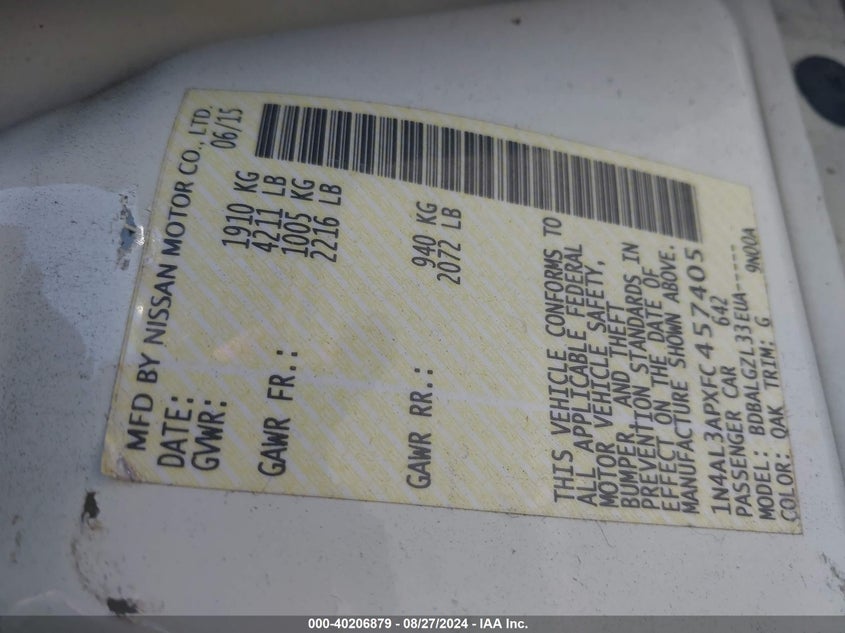 MFD BY NISSAN MOTOR CO., LTD.
DATE: 06/15
GVWR: 1910 KG
4211 LB
GAWR FR.: 1005 KG
2216 LB
GAWR RR.: 940 KG
2072 LB
THIS VEHICLE CONFORMS TO
ALL APPLICABLE FEDERAL
MOTOR VEHICLE SAFETY,
BUMPER, AND THEFT
PREVENTION STANDARDS IN
EFFECT ON THE DATE OF
MANUFACTURE SHOWN ABOVE.
1N4AL3APXFC457405
PASSENGER CAR 642
MODEL: BDBALGZL33EUA-----
COLOR: QAK TRIM: G 9N00A
000-40206879 - 08/27/2024 - IAA Inc.